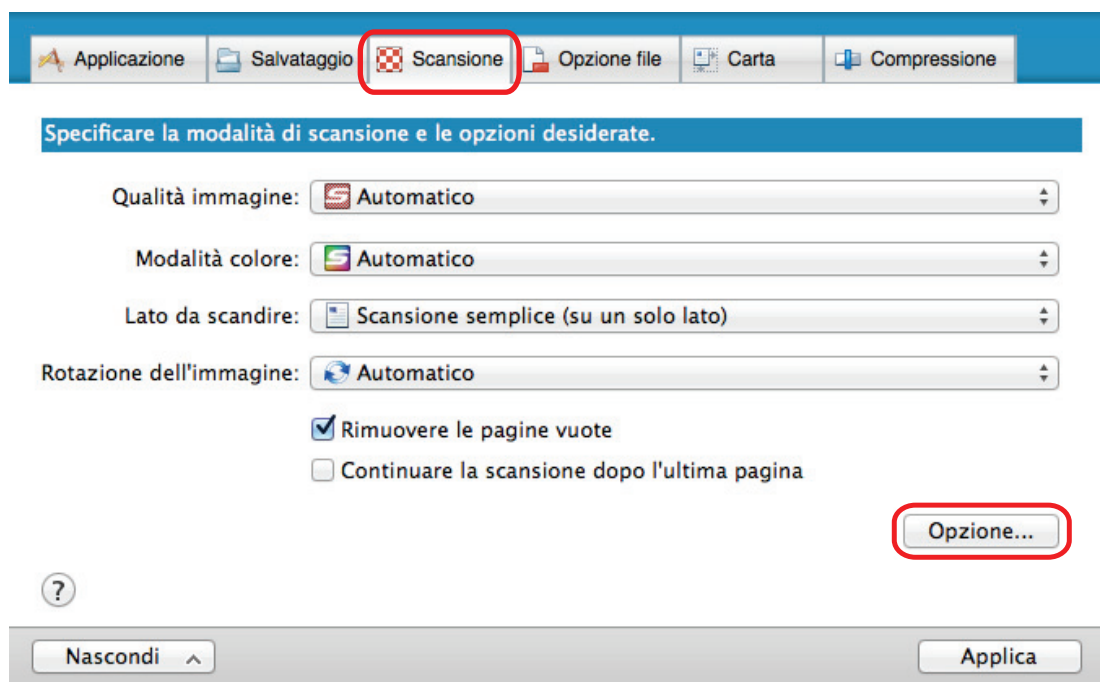 Applicazione Salvataggio Scansione Opzione file Carta Compressione
Specificare la modalità di scansione e le opzioni desiderate.
Qualità immagine: Automatico
Modalità colore: Automatico
Lato da scandire: Scansione semplice (su un solo lato)
Rotazione dell'immagine: Automatico
Rimuovere le pagine vuote
Continuare la scansione dopo l'ultima pagina
Opzione...
?
Nascondi Applica